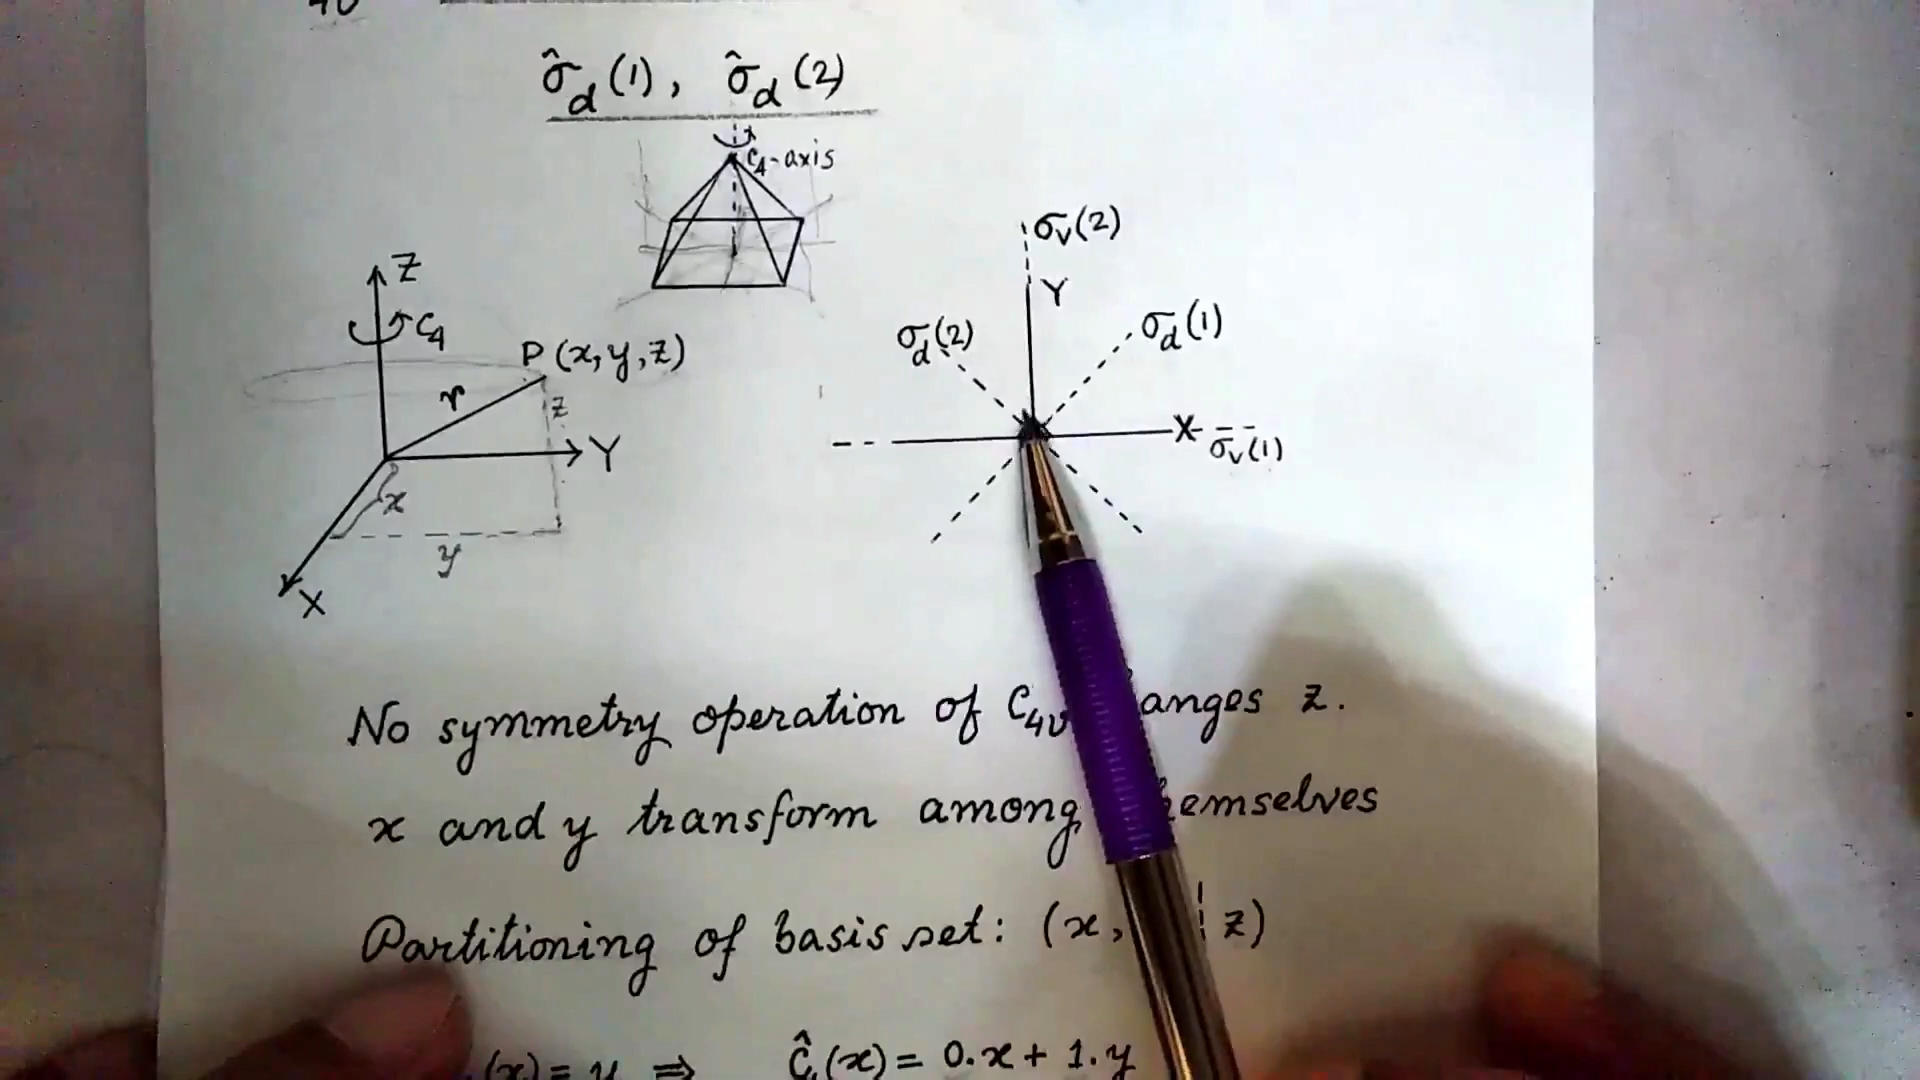 σ̂d(1), σ̂d(2)
C4-axis
Z
C4
P(x,y,z)
r
z
Y
x
y
X
σv(2)
Y
σd(2)
σd(1)
X
σv(1)
No symmetry operation of C4v anges z.
x and y transform among emselves
Partitioning of basis set: (x, ¦ z)
(x) = y ⇒ Ĉ4(x) = 0.x + 1.y